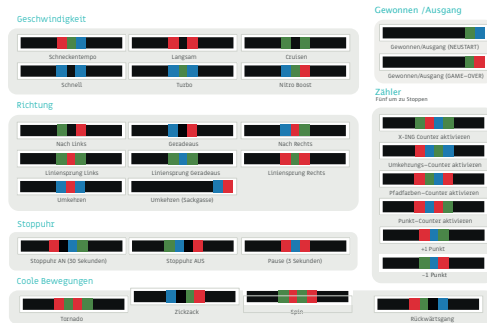 Geschwindigkeit
Schneckentempo
Langsam
Cruisen
Schnell
Turbo
Nitro Boost
Richtung
Nach Links
Geradeaus
Nach Rechts
Liniensprung Links
Liniensprung Geradeaus
Liniensprung Rechts
Umkehren
Umkehren (Sackgasse)
Stoppuhr
Stoppuhr AN (30 Sekunden)
Stoppuhr AUS
Pause (3 Sekunden)
Coole Bewegungen
Tornado
Zickzack
Spin
Rückwärtsgang
Gewonnen /Ausgang
Gewonnen/Ausgang (NEUSTART)
Gewonnen/Ausgang (GAME-OVER)
Zähler
Fünf um zu Stoppen
X-ING Counter aktivieren
Umkehrungs-Counter aktivieren
Pfadfarben-Counter aktivieren
Punkt-Counter aktivieren
+1 Punkt
-1 Punkt